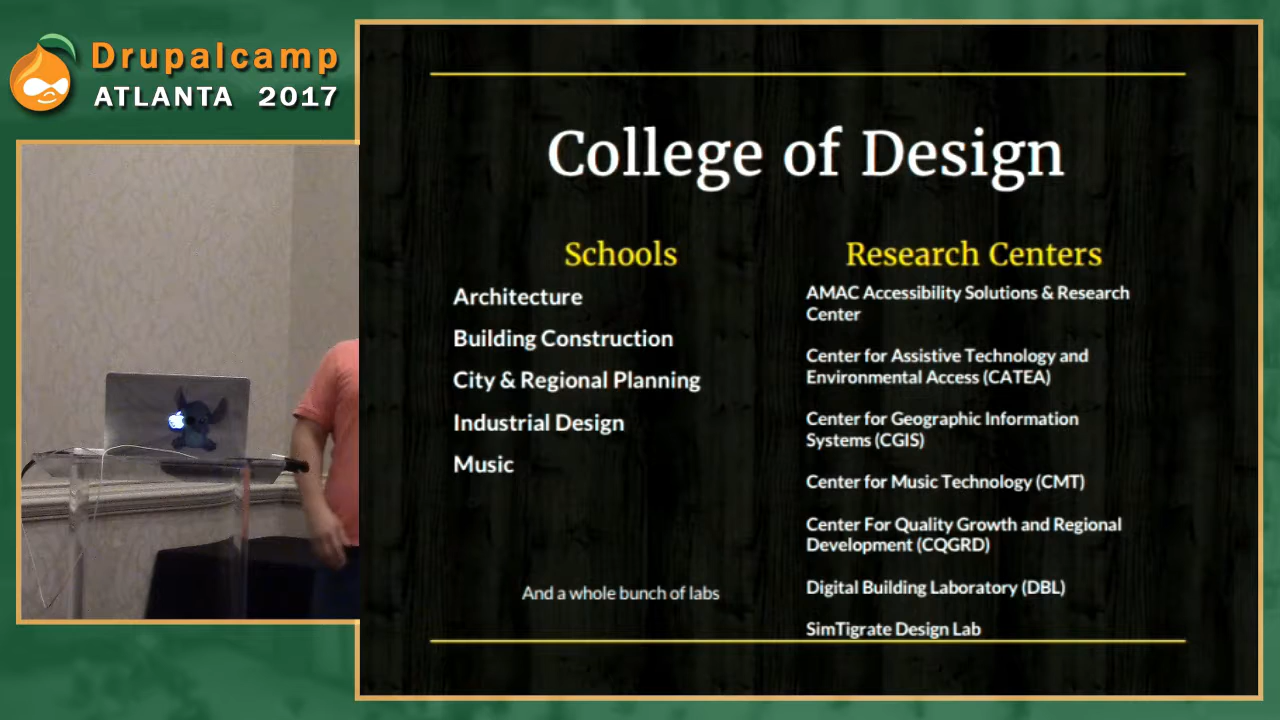 Drupalcamp
ATLANTA 2017
College of Design
Schools
Architecture
Building Construction
City & Regional Planning
Industrial Design
Music
And a whole bunch of labs
Research Centers
AMAC Accessibility Solutions & Research
Center
Center for Assistive Technology and
Environmental Access (CATEA)
Center for Geographic Information
Systems (CGIS)
Center for Music Technology (CMT)
Center For Quality Growth and Regional
Development (CQGRD)
Digital Building Laboratory (DBL)
SimTigrate Design Lab